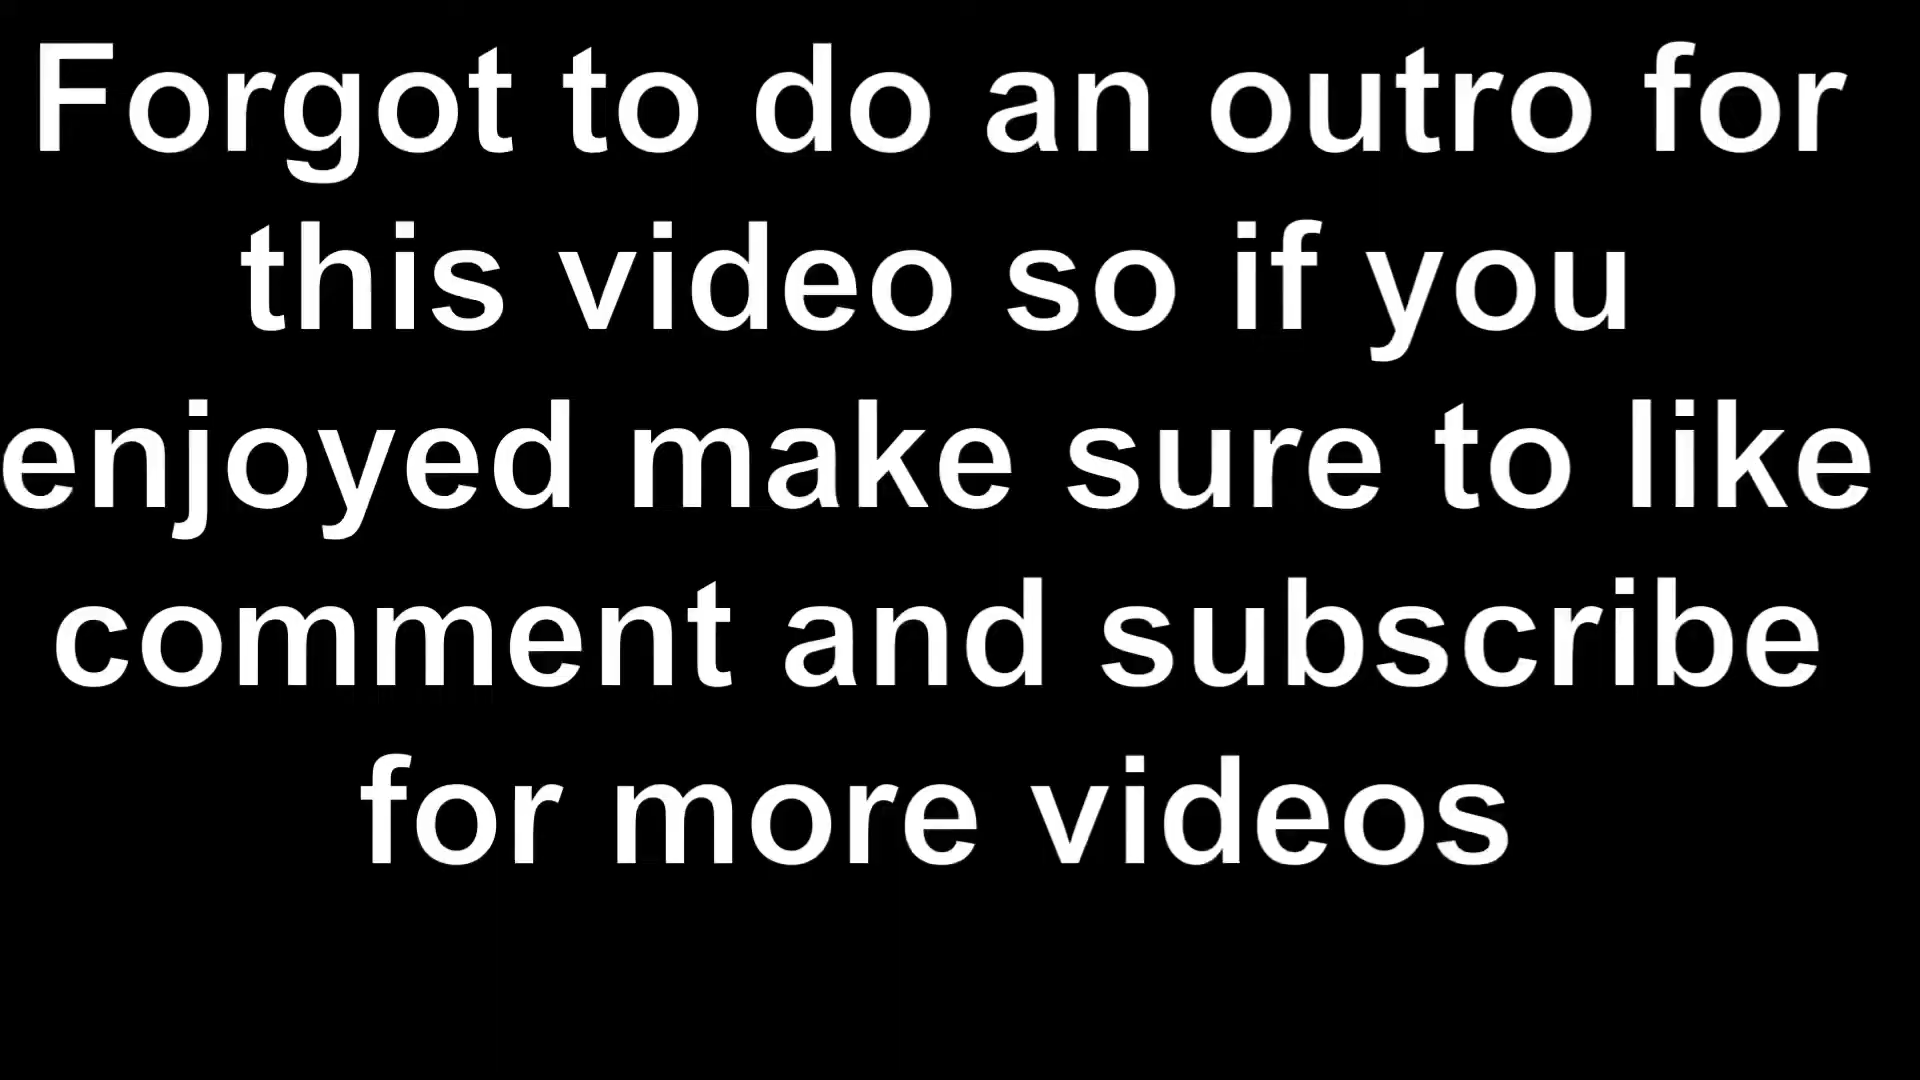 Forgot to do an outro for
this video so if you
enjoyed make sure to like
comment and subscribe
for more videos